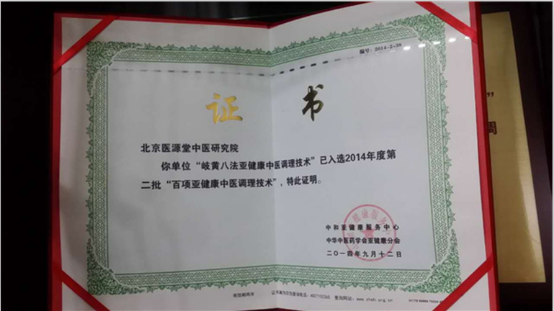 编号：2014-2-
证 书
北京医源堂中医研究院
你单位“岐黄八法亚健康中医调理技术”已入选2014年度第
二批“百项亚健康中医调理技术”，特此证明。
中和亚健康服务中心
中华中医药学会亚健康分会
二〇一四年九月十二日